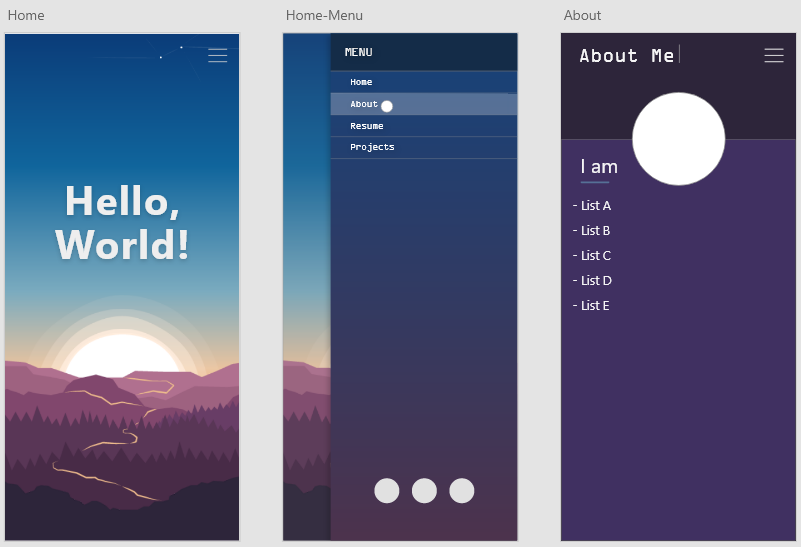 Home
Hello,
World!
Home-Menu
MENU
Home
About
Resume
Projects
About
About Me
I am
- List A
- List B
- List C
- List D
- List E